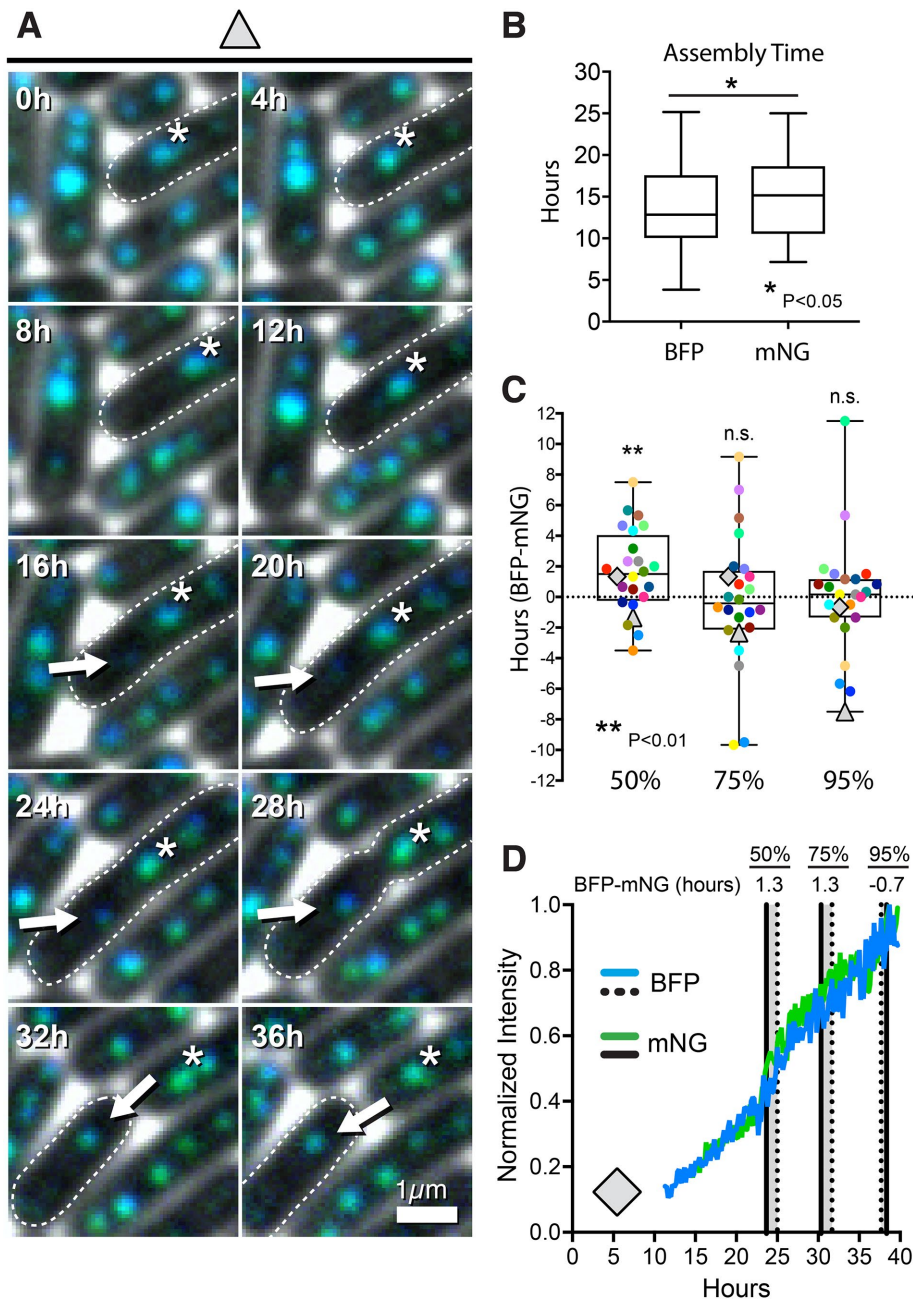 A
0h
4h
*
*
8h
12h
*
*
16h
20h
*
*
24h
28h
*
*
32h
36h
*
*
1μm
B
Assembly Time
Hours
30
25
20
15
10
5
0
*
* P<0.05
BFP
mNG
C
Hours (BFP-mNG)
12
10
8
6
4
2
0
-2
-4
-6
-8
-10
-12
**
n.s.
n.s.
** P<0.01
50%
75%
95%
D
50% 75% 95%
BFP-mNG (hours) 1.3 1.3 -0.7
Normalized Intensity
1.0
0.8
0.6
0.4
0.2
0.0
BFP
mNG
0 5 10 15 20 25 30 35 40
Hours